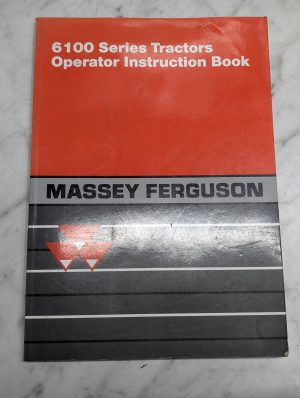 6100 Series Tractors
Operator Instruction Book
MASSEY FERGUSON